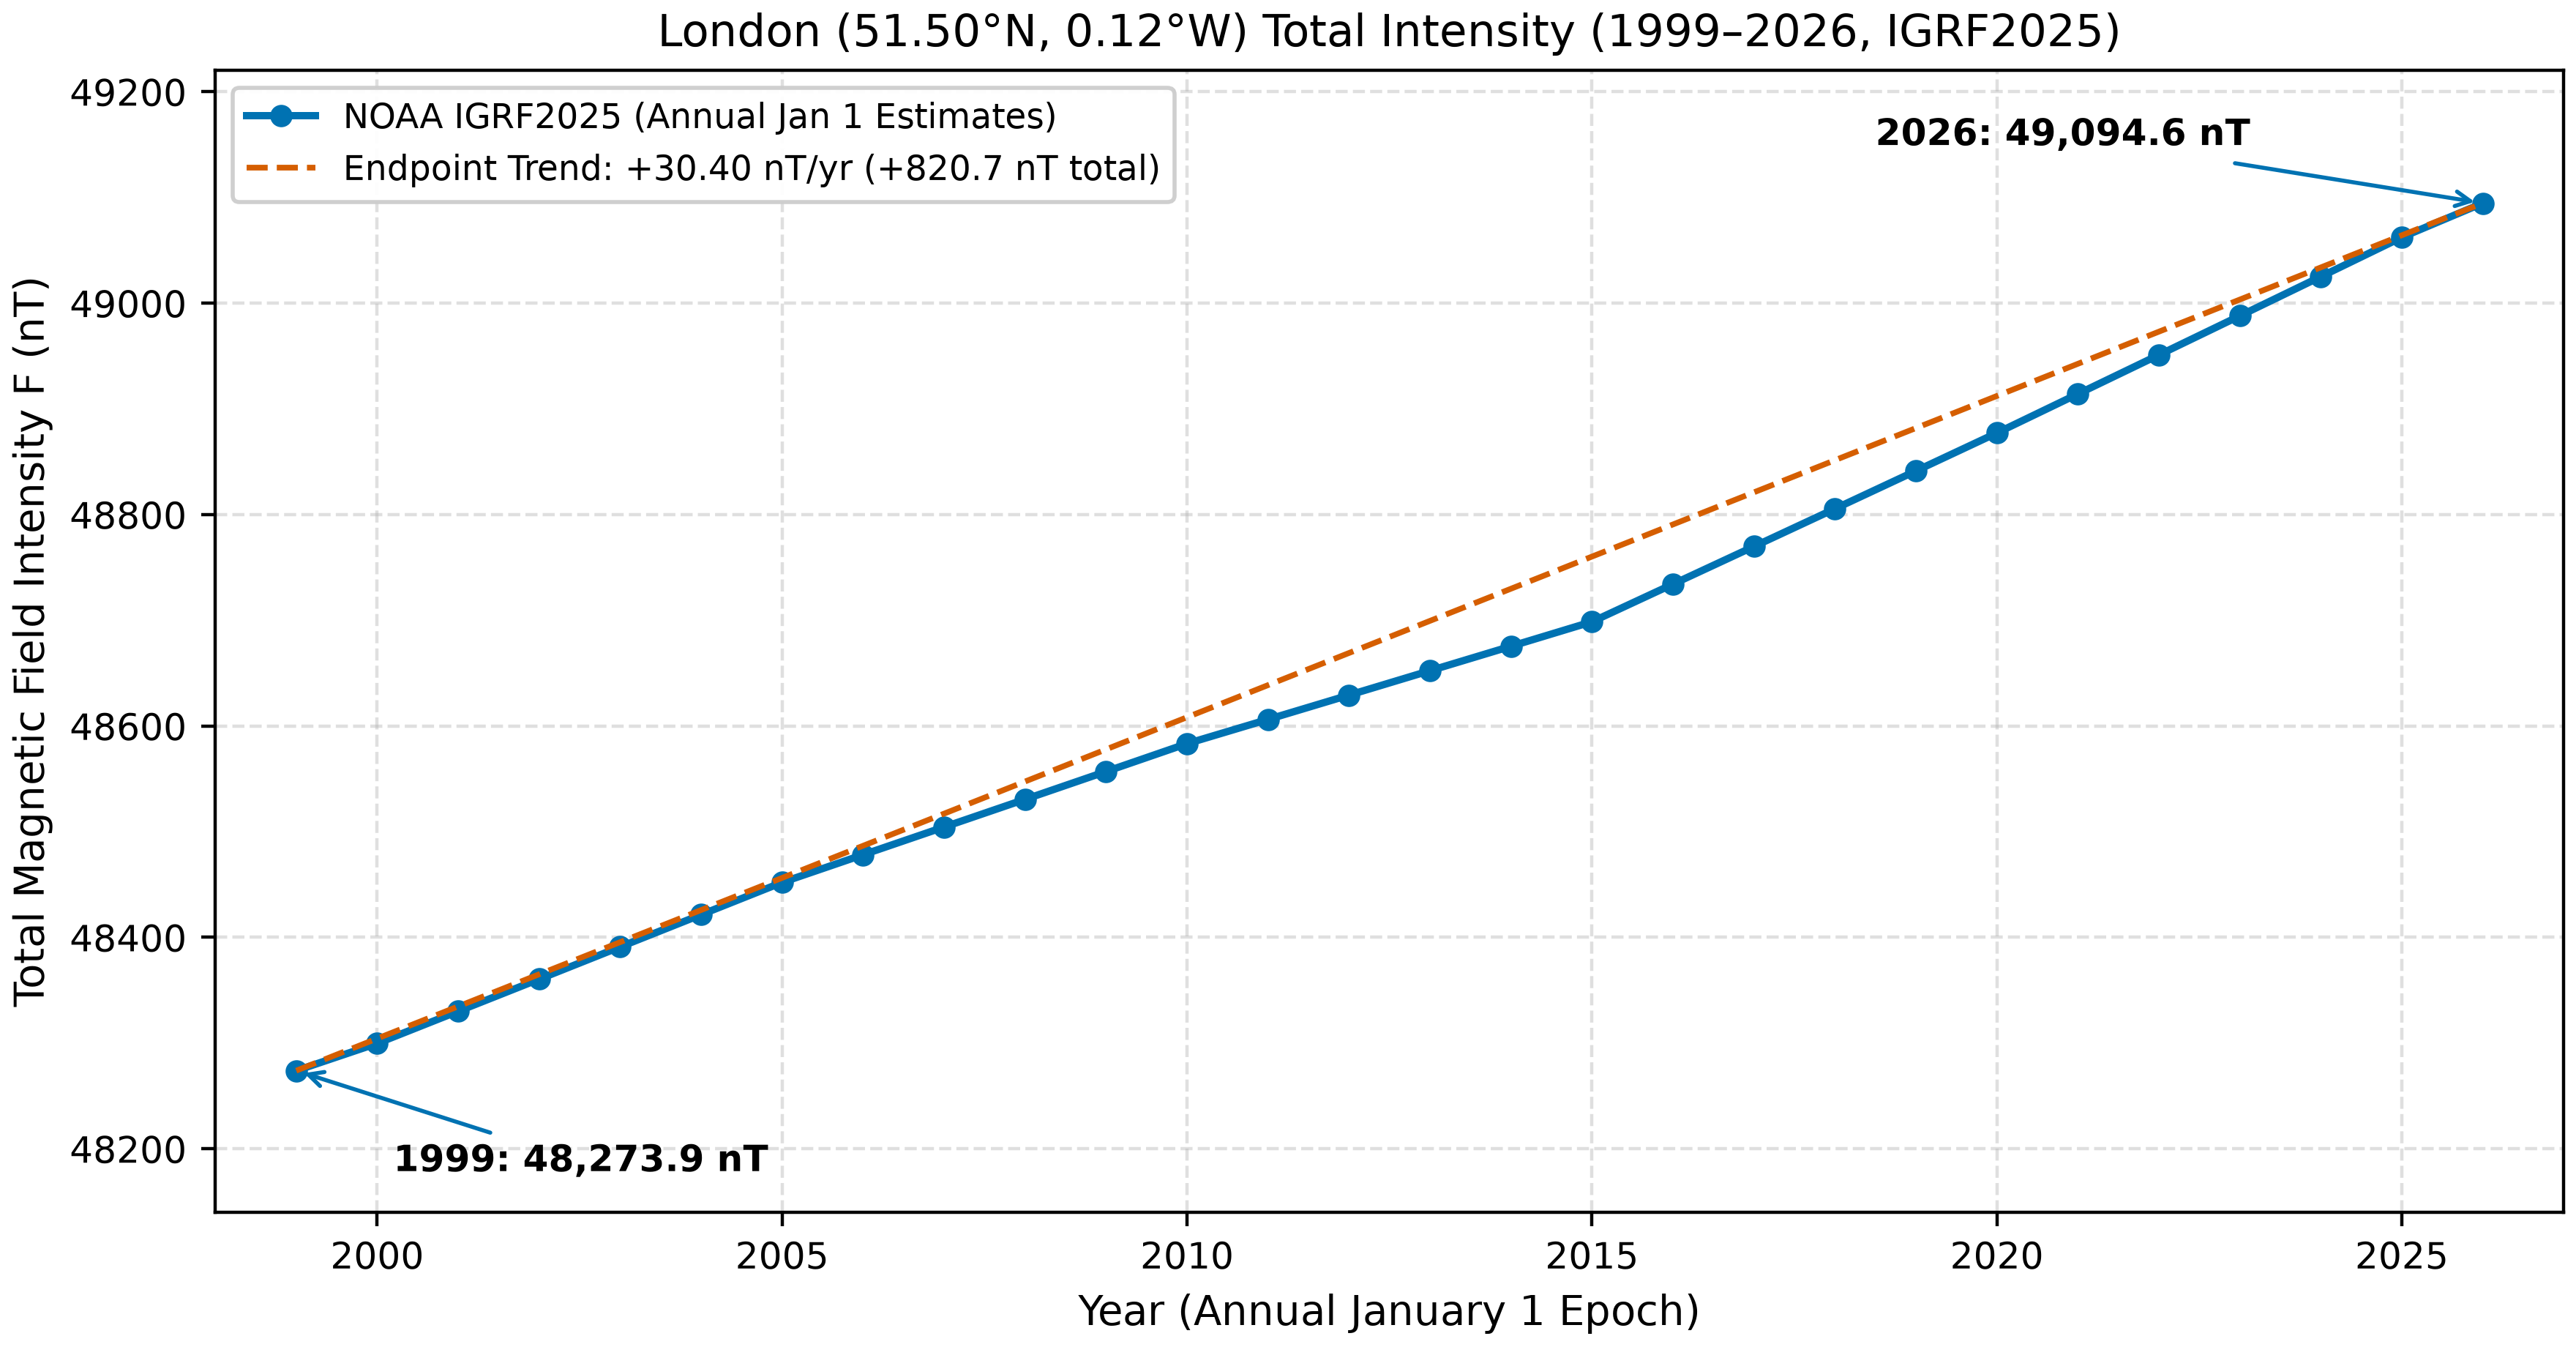 London (51.50°N, 0.12°W) Total Intensity (1999–2026, IGRF2025)
NOAA IGRF2025 (Annual Jan 1 Estimates)
Endpoint Trend: +30.40 nT/yr (+820.7 nT total)
2026: 49,094.6 nT
1999: 48,273.9 nT
Total Magnetic Field Intensity F (nT)
49200
49000
48800
48600
48400
48200
2000 2005 2010 2015 2020 2025
Year (Annual January 1 Epoch)